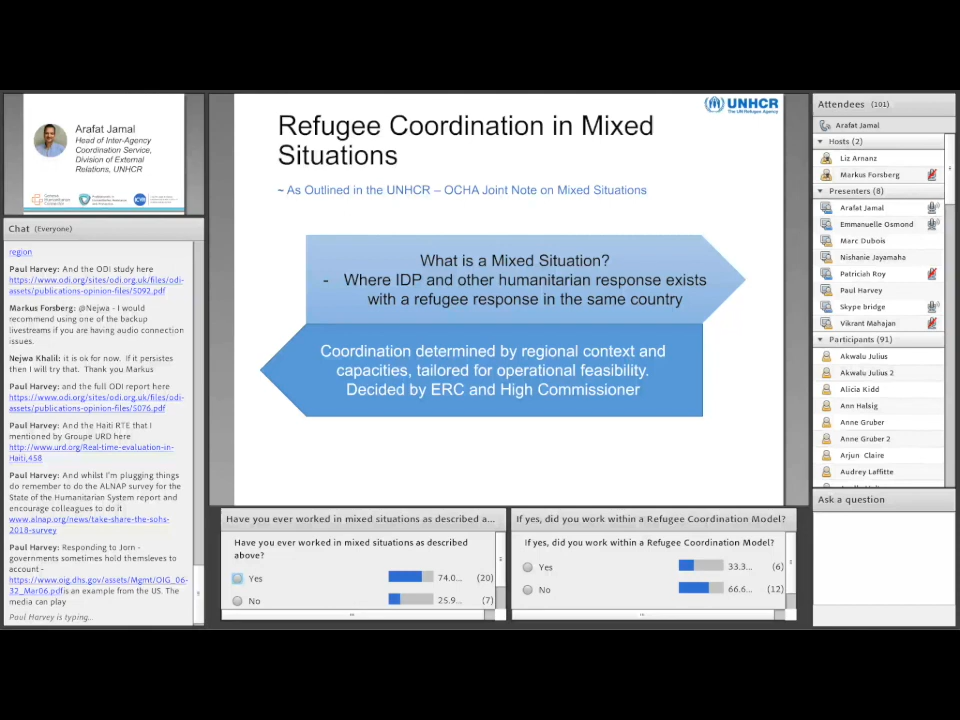 Arafat Jamal
Head of Inter-Agency
Coordination Service,
Division of External
Relations, UNHCR
Chat (Everyone)
region
Paul Harvey: And the ODI study here
https://www.odi.org/sites/odi.org.uk/files/odi-
assets/publications-opinion-files/5092.pdf
Markus Forsberg: @Nejwa - I would
recommend using one of the backup
livestreams if you are having audio connection
issues.
Nejwa Khalil: it is ok for now. If it persistes
then I will try that. Thank you Markus
Paul Harvey: and the full ODI report here
https://www.odi.org/sites/odi.org.uk/files/odi-
assets/publications-opinion-files/5076.pdf
Paul Harvey: And the Haiti RTE that I
mentioned by Groupe URD here
http://www.urd.org/Real-time-evaluation-in-
Haiti,458
Paul Harvey: And whilst I'm plugging things
do remember to do the ALNAP survey for the
State of the Humanitarian System report and
encourage colleagues to do it
www.alnap.org/news/take-share-the-sohs-
2018-survey
Paul Harvey: Responding to Jorn -
governments sometimes hold themsleves to
account -
https://www.oig.dhs.gov/assets/Mgmt/OIG_06-
32_Mar06.pdfis an example from the US. The
media can play
Paul Harvey is typing...
UNHCR
The UN Refugee Agency
Refugee Coordination in Mixed
Situations
~ As Outlined in the UNHCR – OCHA Joint Note on Mixed Situations
What is a Mixed Situation?
- Where IDP and other humanitarian response exists
with a refugee response in the same country
Coordination determined by regional context and
capacities, tailored for operational feasibility.
Decided by ERC and High Commissioner
Have you ever worked in mixed situations as described a...
Have you ever worked in mixed situations as described
above?
Yes 74.0... (20)
No 25.9... (7)
If yes, did you work within a Refugee Coordination Model?
If yes, did you work within a Refugee Coordination Model?
Yes 33.3... (6)
No 66.6... (12)
Attendees (101)
Arafat Jamal
Hosts (2)
Liz Arnanz
Markus Forsberg
Presenters (8)
Arafat Jamal
Emmanuelle Osmond
Marc Dubois
Nishanie Jayamaha
Patriciah Roy
Paul Harvey
Skype bridge
Vikrant Mahajan
Participants (91)
Akwalu Julius
Akwalu Julius 2
Alicia Kidd
Ann Halsig
Anne Gruber
Anne Gruber 2
Arjun Claire
Audrey Laffitte
Ask a question